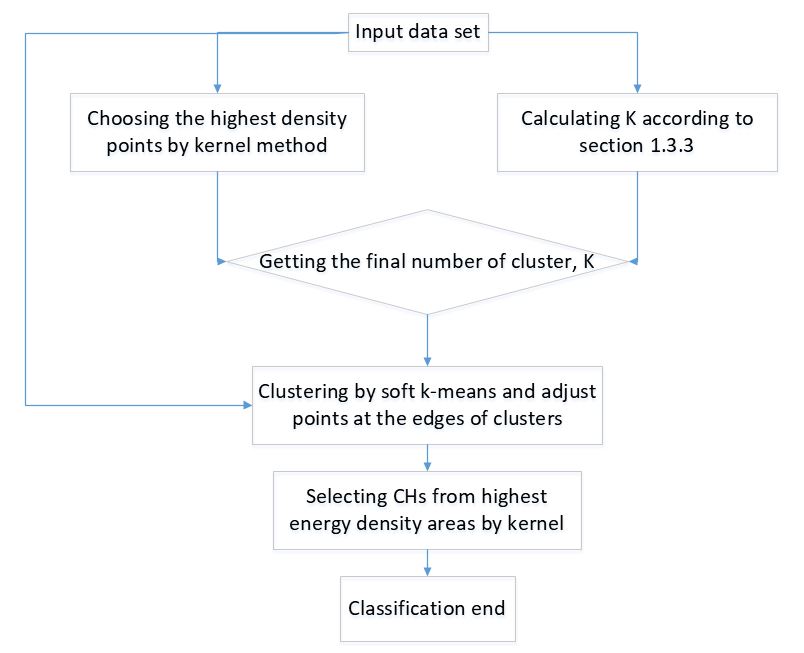 Input data set
Choosing the highest density
points by kernel method
Calculating K according to
section 1.3.3
Getting the final number of cluster, K
Clustering by soft k-means and adjust
points at the edges of clusters
Selecting CHs from highest
energy density areas by kernel
Classification end